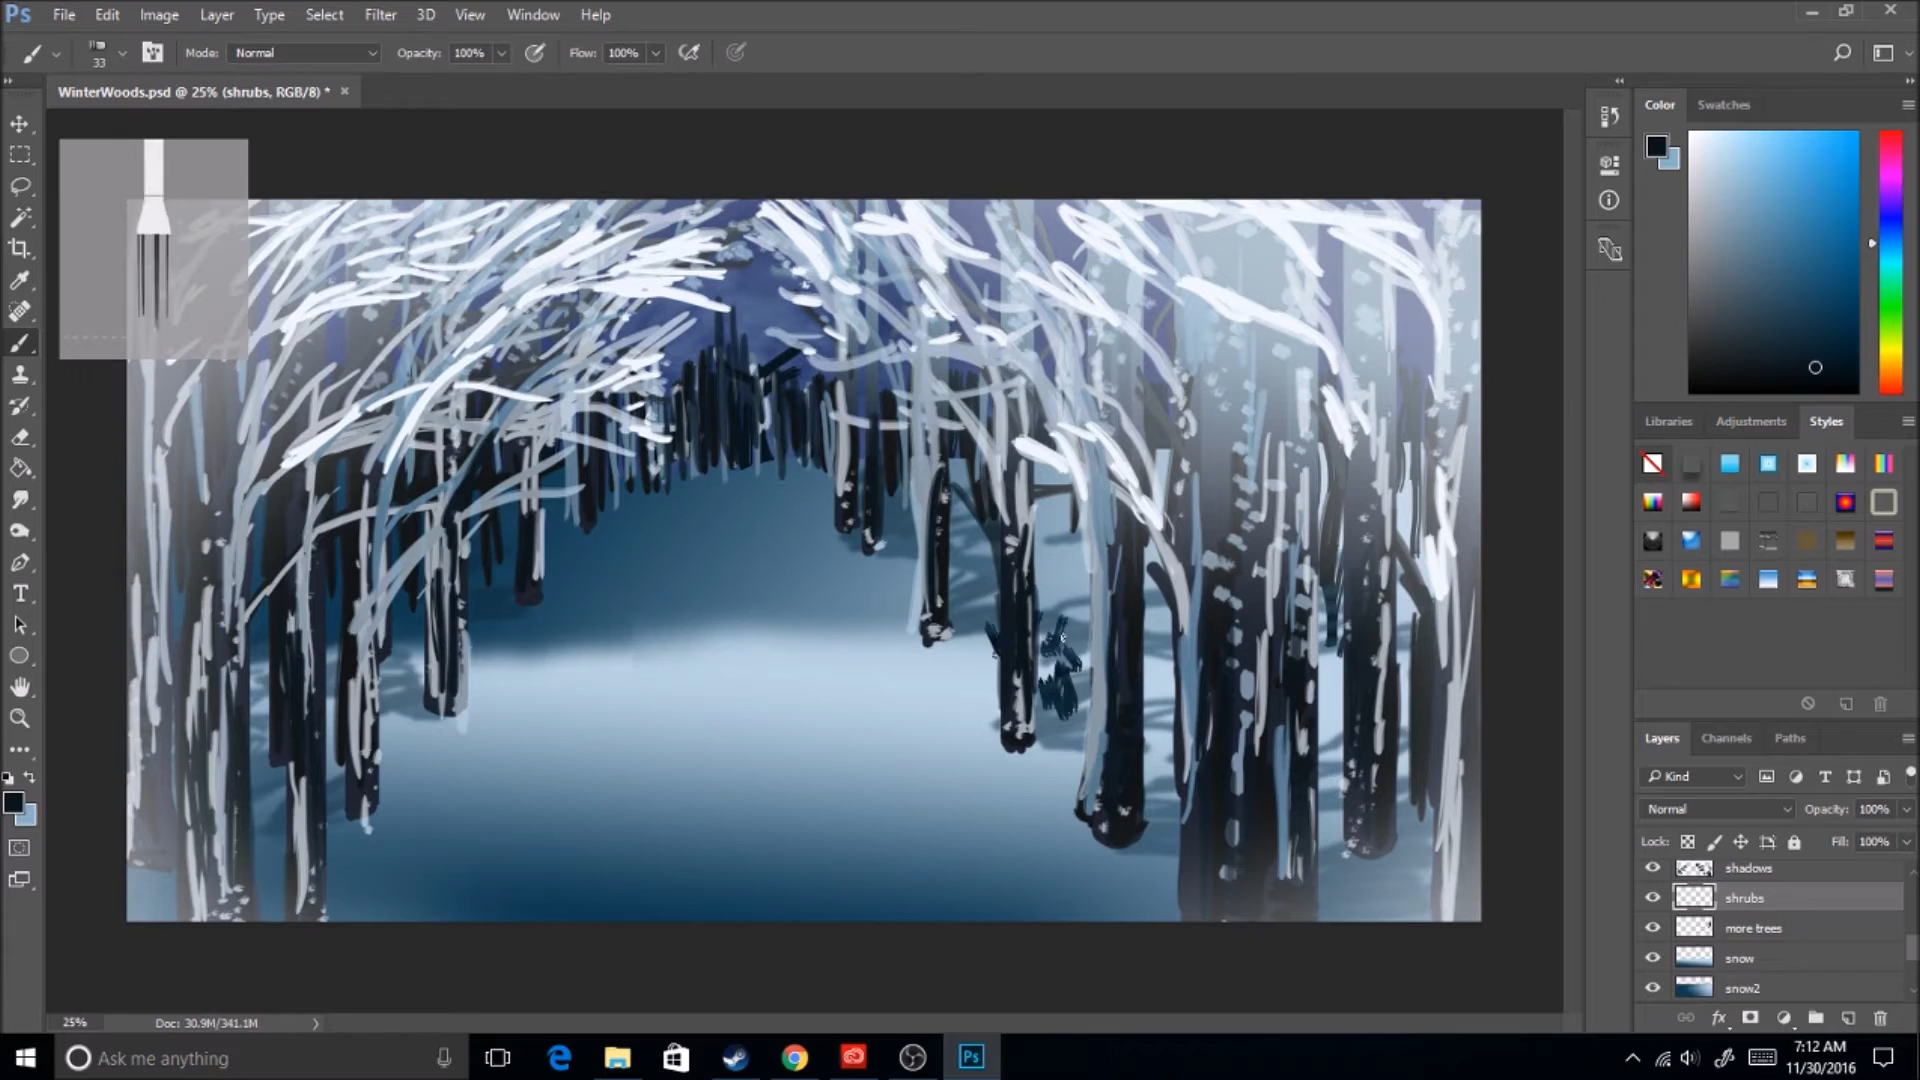 Ps File Edit Image Layer Type Select Filter 3D View Window Help
33 Mode: Normal Opacity: 100% Flow: 100%
WinterWoods.psd @ 25% (shrubs, RGB/8) * ×
Color Swatches
Libraries Adjustments Styles
Layers Channels Paths
Kind
Normal Opacity: 100%
Lock: Fill: 100%
shadows
shrubs
more trees
snow
snow2
fx
25% Doc: 30.9M/341.1M
Ask me anything
Ps
7:12 AM
11/30/2016